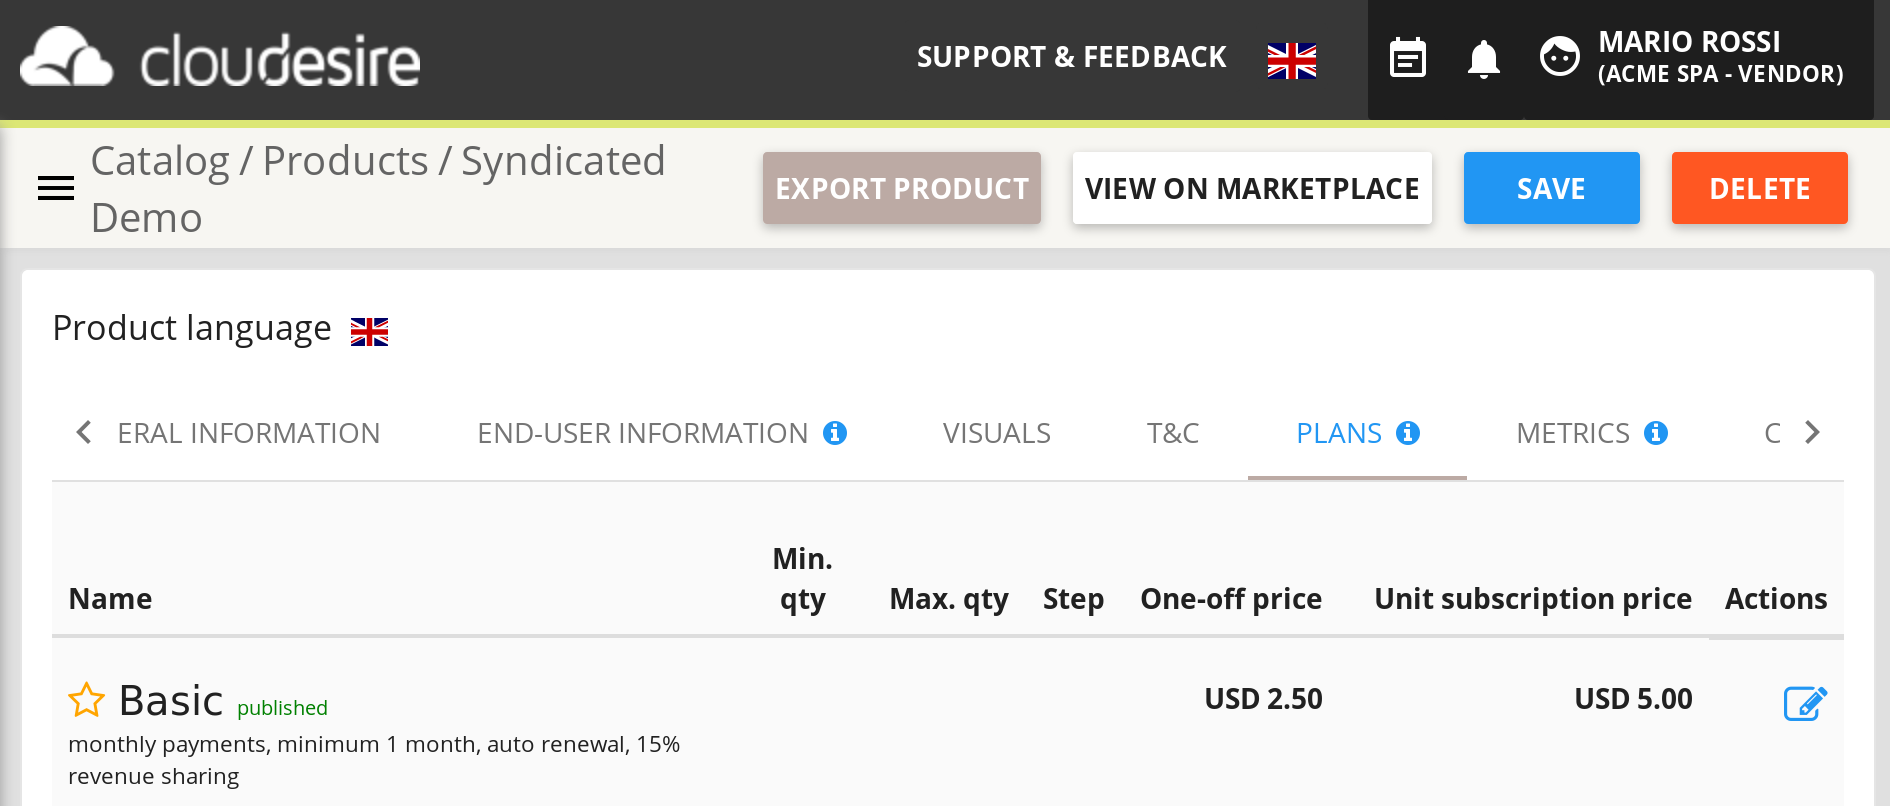 cloudesire
SUPPORT & FEEDBACK
MARIO ROSSI
(ACME SPA - VENDOR)
Catalog / Products / Syndicated
Demo
EXPORT PRODUCT
VIEW ON MARKETPLACE
SAVE
DELETE
Product language
ERAL INFORMATION
END-USER INFORMATION
VISUALS
T&C
PLANS
METRICS
C
Name
Min.
qty
Max. qty
Step
One-off price
Unit subscription price
Actions
Basic published
USD 2.50
USD 5.00
monthly payments, minimum 1 month, auto renewal, 15%
revenue sharing